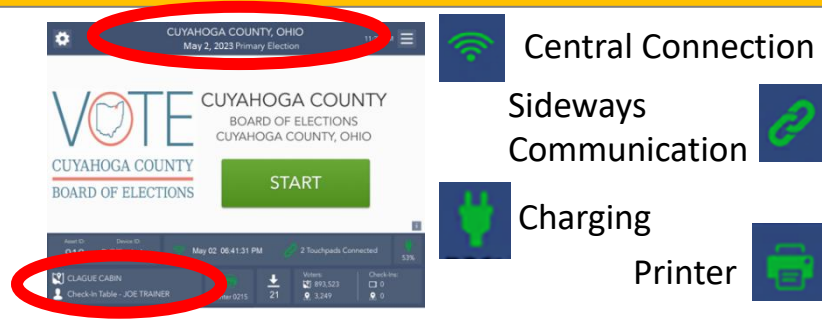 CUYAHOGA COUNTY, OHIO
May 2, 2023 Primary Election
VOTE
CUYAHOGA COUNTY
BOARD OF ELECTIONS
CUYAHOGA COUNTY
BOARD OF ELECTIONS
CUYAHOGA COUNTY, OHIO
START
Asset ID
Device ID
May 02 06:41:31 PM
2 Touchpads Connected
53%
CLAGUE CABIN
Check-In Table - JOE TRAINER
Printer 0215
21
Voters:
893,523
3,249
Check-Ins:
0
0
Central Connection
Sideways
Communication
Charging
Printer